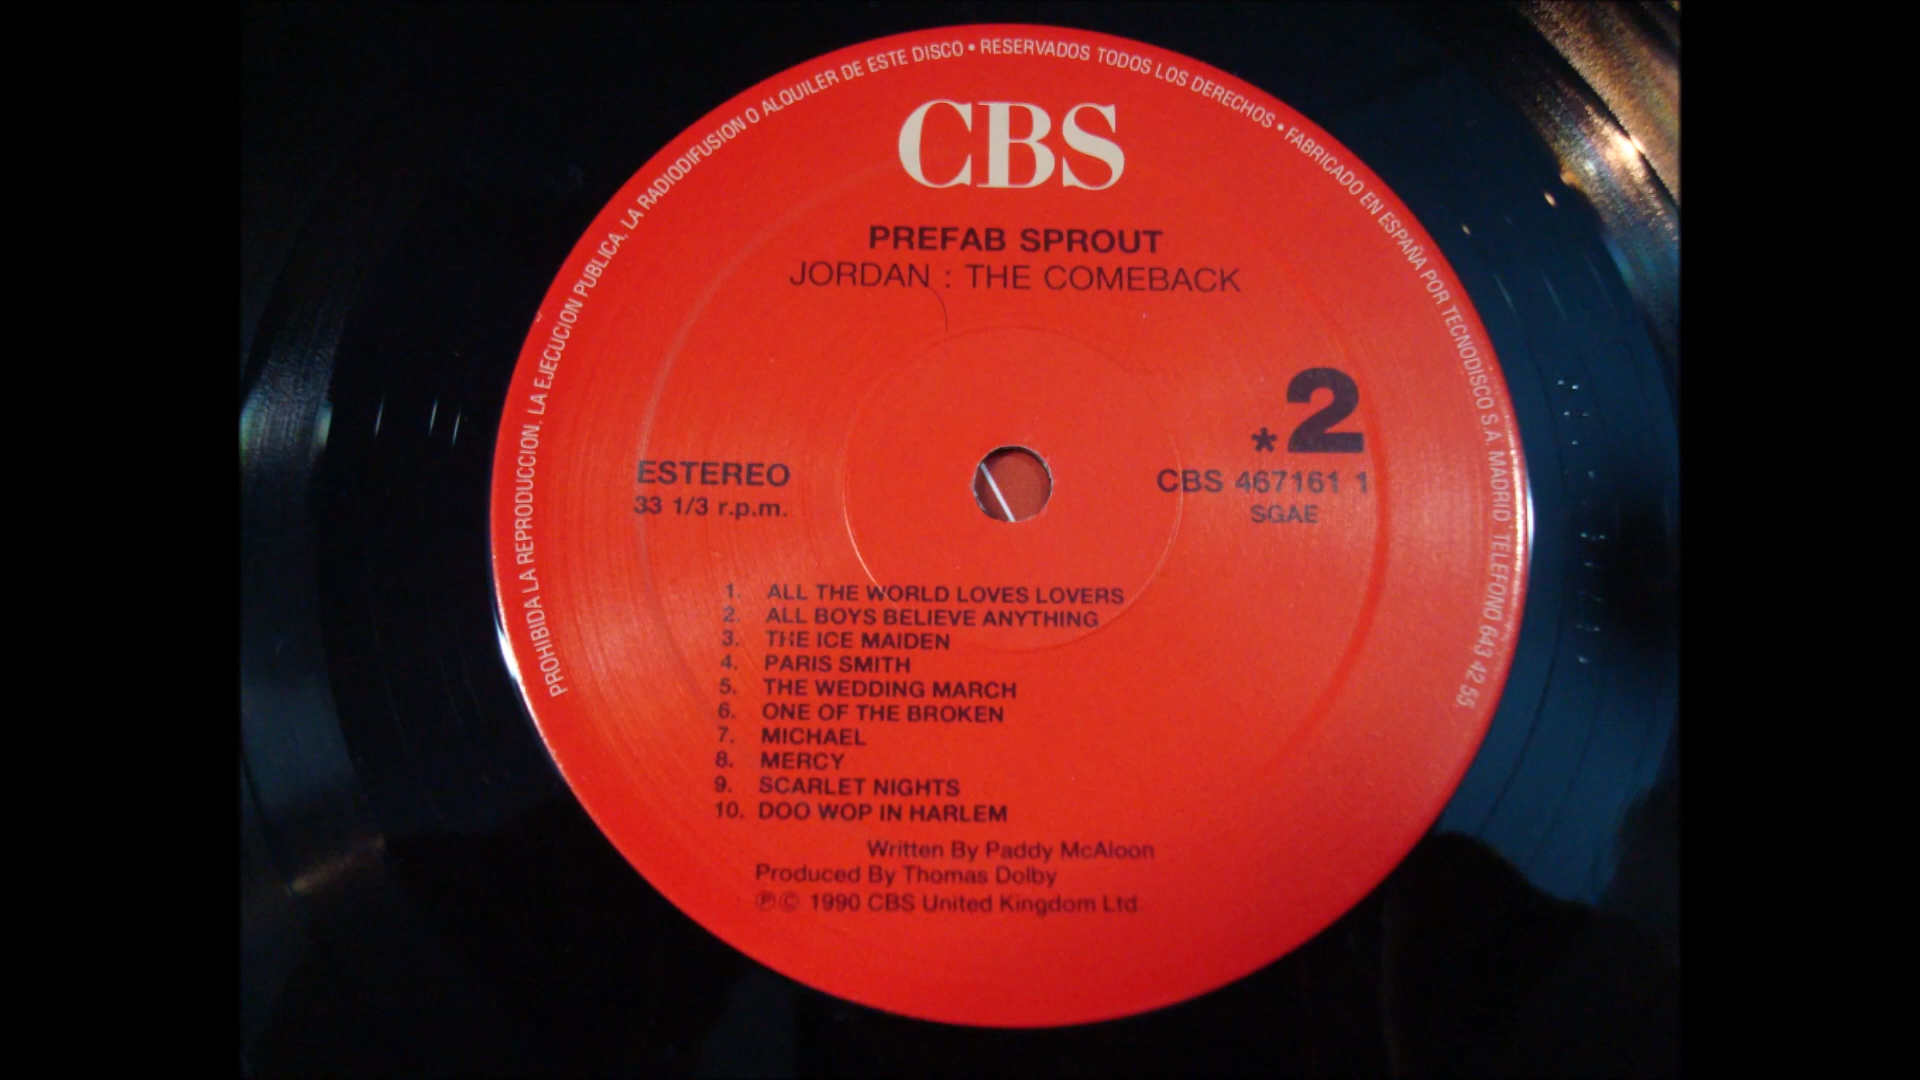 PROHIBIDA LA REPRODUCCION, LA EJECUCION PUBLICA, LA RADIODIFUSION O ALQUILER DE ESTE DISCO • RESERVADOS TODOS LOS DERECHOS • FABRICADO EN ESPAÑA POR TECNODISCO S.A. MADRID. TELEFONO 643 42 55.
CBS
PREFAB SPROUT
JORDAN : THE COMEBACK
*2
ESTEREO
33 1/3 r.p.m.
CBS 467161 1
SGAE
1. ALL THE WORLD LOVES LOVERS
2. ALL BOYS BELIEVE ANYTHING
3. THE ICE MAIDEN
4. PARIS SMITH
5. THE WEDDING MARCH
6. ONE OF THE BROKEN
7. MICHAEL
8. MERCY
9. SCARLET NIGHTS
10. DOO WOP IN HARLEM
Written By Paddy McAloon
Produced By Thomas Dolby
℗© 1990 CBS United Kingdom Ltd.